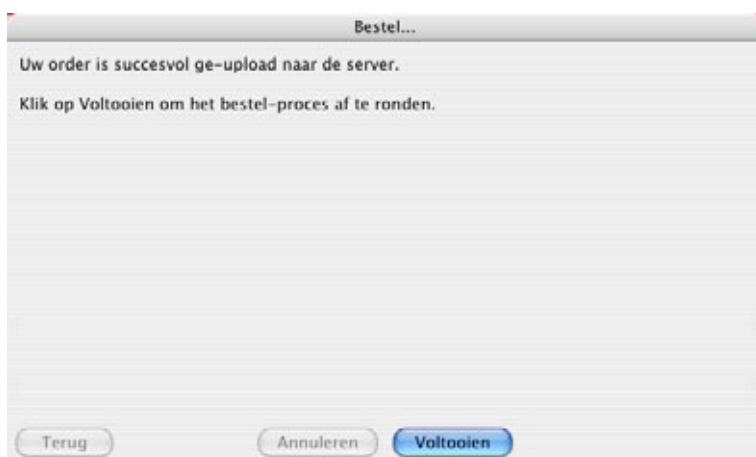 Bestel...
Uw order is succesvol ge-upload naar de server.
Klik op Voltooien om het bestel-proces af te ronden.
Terug
Annuleren
Voltooien